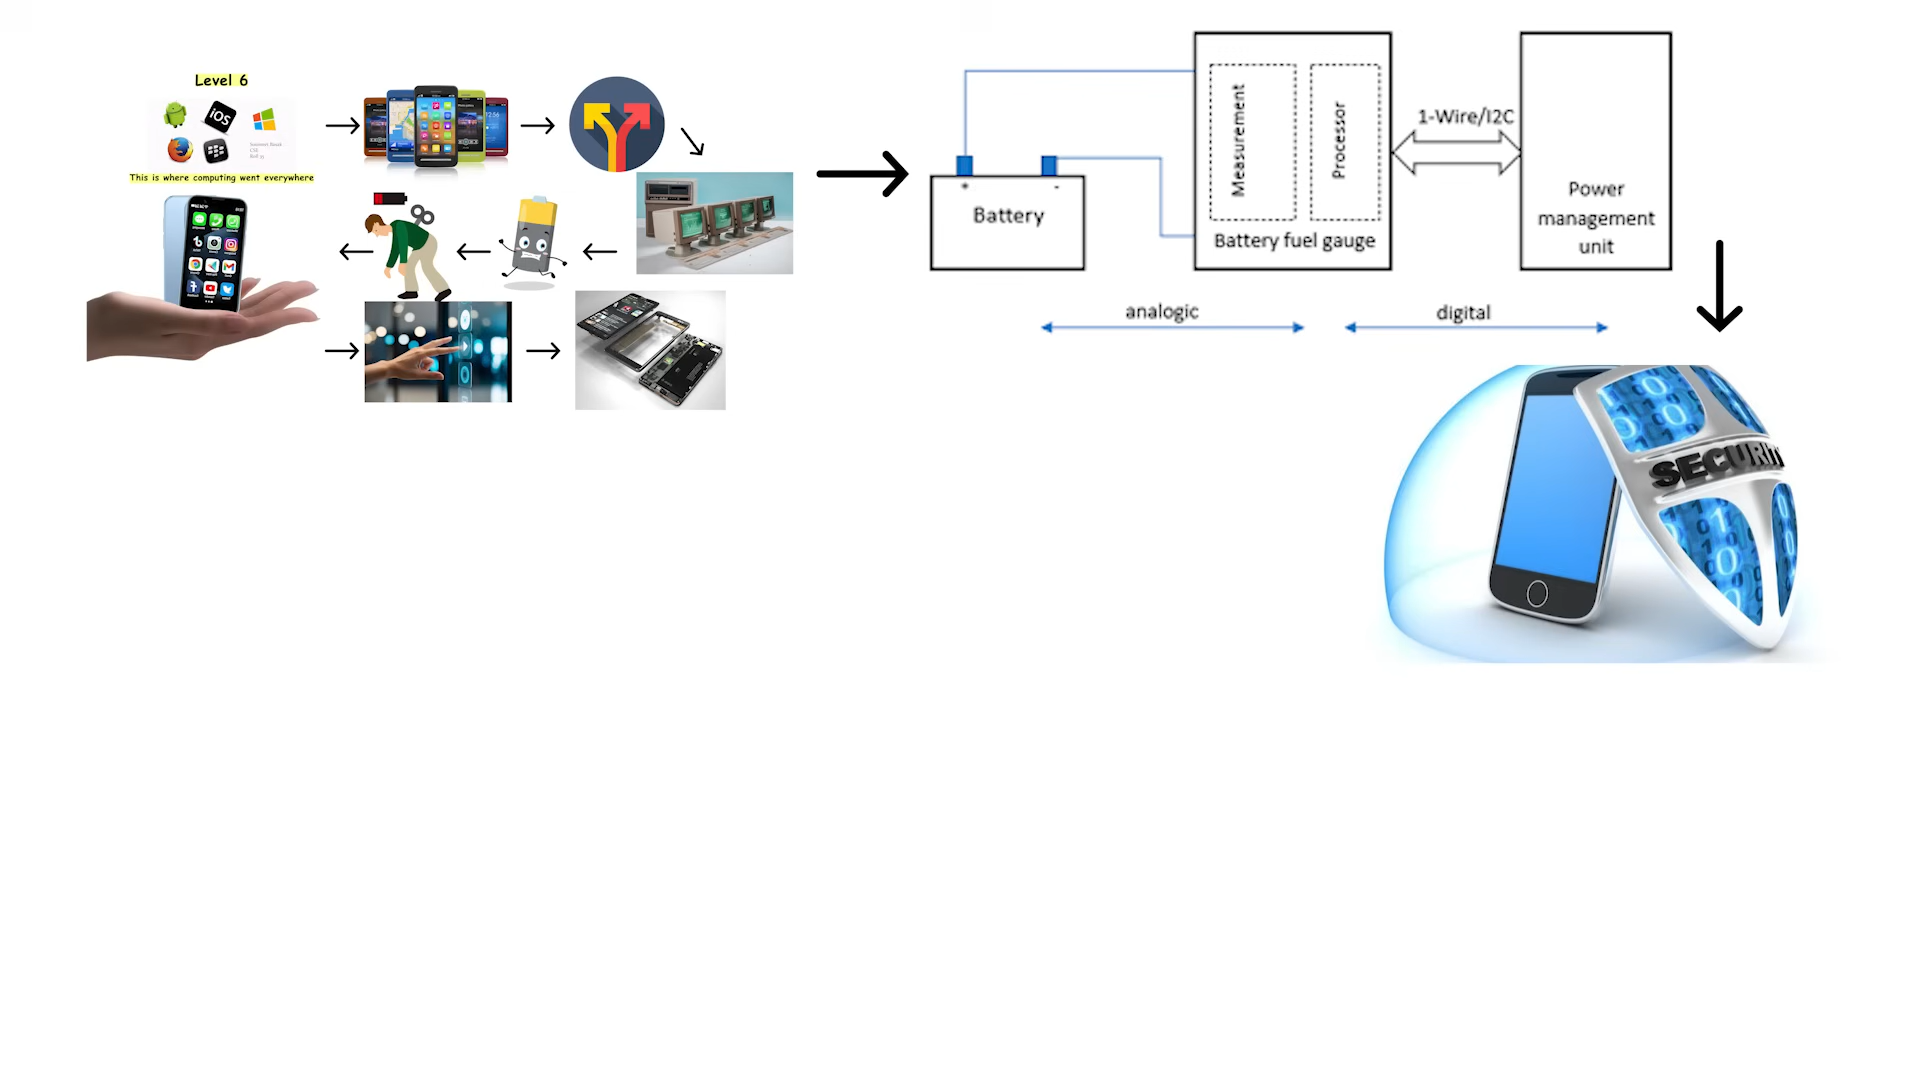 Level 6
iOS
This is where computing went everywhere
Measurement
Processor
1-Wire/I2C
Battery
+
-
Battery fuel gauge
Power
management
unit
analogic
digital
SECURIT